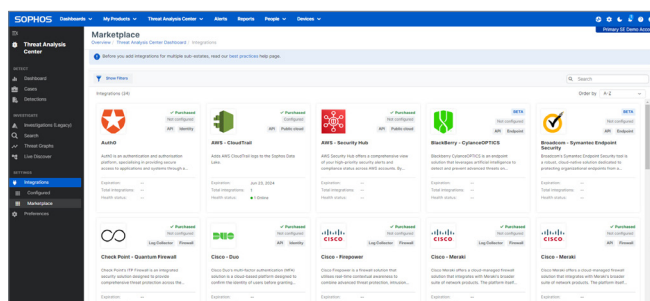 SOPHOS Dashboards My Products Threat Analysis Center Alerts Reports People Devices
Primary SE Demo Acco
Threat Analysis Center
Marketplace
Overview / Threat Analysis Center Dashboard / Integrations
Before you add integrations for multiple sub-estates, read our best practices help page.
DETECT
Dashboard
Cases
Detections
INVESTIGATE
Investigations (Legacy)
Search
Threat Graphs
Live Discover
SETTINGS
Integrations
Configured
Marketplace
Preferences
Show filters
Search
Integrations (84)
Order by A-Z
Purchased
Not configured
API Identity
Auth0
Auth0 is an authentication and authorization
platform, specializing in providing secure
access to applications and systems through a...
Expiration: --
Total integrations: --
Health status: --
Purchased
Configured
API Public cloud
AWS - CloudTrail
Adds AWS CloudTrail logs to the Sophos Data
Lake.
Expiration: Jun 23, 2024
Total integrations: 1
Health status: 1 Online
Purchased
Not configured
API Public cloud
AWS - Security Hub
AWS Security Hub offers a comprehensive view
of your high-priority security alerts and
compliance status across AWS accounts. By...
Expiration: --
Total integrations: --
Health status: --
BETA
Not configured
API Endpoint
BlackBerry - CylanceOPTICS
BlackBerry CylanceOPTICS is an endpoint
solution that leverages artificial intelligence to
detect and prevent advanced threats on...
Expiration: --
Total integrations: --
Health status: --
BETA
Not configured
API Endpoint
Broadcom - Symantec Endpoint
Security
Broadcom's Symantec Endpoint Security Hub is
a robust, cloud-native solution dedicated to
protecting organizational endpoints from a...
Expiration: --
Total integrations: --
Health status: --
Purchased
Not configured
Log Collector Firewall
Check Point - Quantum Firewall
Check Point's ITP Firewall is an integrated
security solution designed to provide
comprehensive threat protection across the...
Expiration: --
DUO
Purchased
Not configured
API Identity
Cisco - Duo
Cisco Duo's multi-factor authentication (MFA)
solution is a cloud-based platform designed to
confirm the identity of users before granting...
Expiration: --
CISCO
Purchased
Not configured
Log Collector Firewall
Cisco - Firepower
Cisco Firepower is a firewall solution that
utilises real-time contextual awareness to
combine advanced threat protection, intrusion...
Expiration: --
CISCO
Purchased
Not configured
Log Collector Firewall
Cisco - Meraki
Cisco Meraki offers a cloud-managed firewall
solution that integrates with Meraki's broader
suite of network products. The platform itself...
Expiration: --
CISCO
Purchased
Not configured
API Firewall
Cisco - Meraki
Cisco Meraki offers a cloud-managed firewall
solution that integrates with Meraki's broader
suite of network products. The platform itself...
Expiration: --